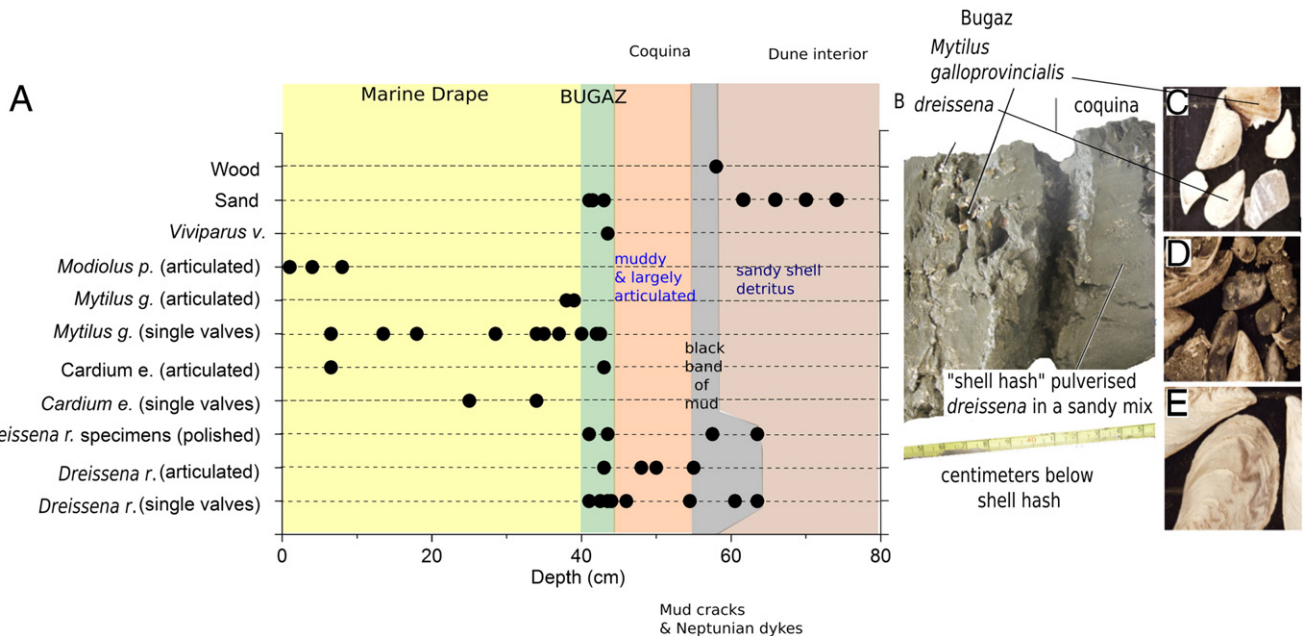 Bugaz
Mytilus
galloprovincialis
Coquina
Dune interior
A
Marine Drape
BUGAZ
B
dreissena
coquina
C
Wood
Sand
Viviparus v.
Modiolus p. (articulated)
muddy
& largely
articulated
sandy shell
detritus
D
Mytilus g. (articulated)
Mytilus g. (single valves)
black
band
of
mud
Cardium e. (articulated)
"shell hash" pulverised
dreissena in a sandy mix
E
Cardium e. (single valves)
eissena r. specimens (polished)
Dreissena r. (articulated)
Dreissena r. (single valves)
centimeters below
shell hash
0
20
40
60
80
Depth (cm)
Mud cracks
& Neptunian dykes